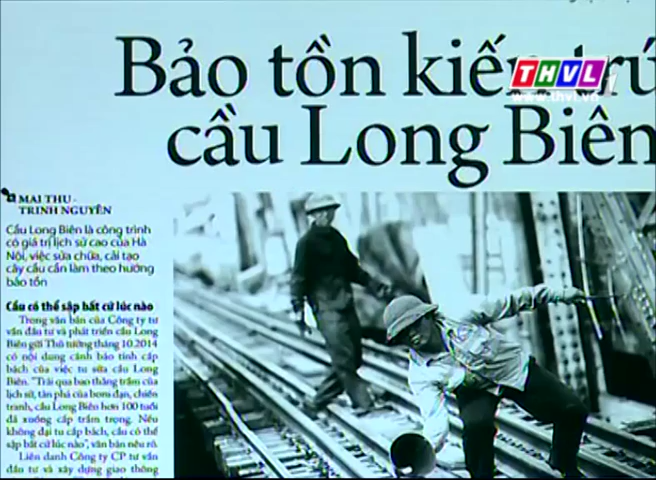 Bảo tồn kiến trú
cầu Long Biên
THVL1
www.thvl.vn
MAI THU -
TRINH NGUYÊN
Cầu Long Biên là công trình
có giá trị lịch sử cao của Hà
Nội, việc sửa chữa, cải tạo
cây cầu cần làm theo hướng
bảo tồn
Cầu có thể sập bất cứ lúc nào
Trong văn bản của Công ty tư
vấn đầu tư và phát triển cầu Long
Biên gửi Thủ tướng tháng 10.2014
có nội dung cảnh báo tính cấp
bách của việc tu sửa cầu Long
Biên. "Trải qua bao thăng trầm của
lịch sử, tàn phá của bom đạn, chiến
tranh, cầu Long Biên hơn 100 tuổi
đã xuống cấp trầm trọng. Nếu
không đại tu cấp bách, cầu có thể
sập bất cứ lúc nào", văn bản nêu rõ.
Liên danh Công ty CP tư vấn
đầu tư và xây dựng giao thông